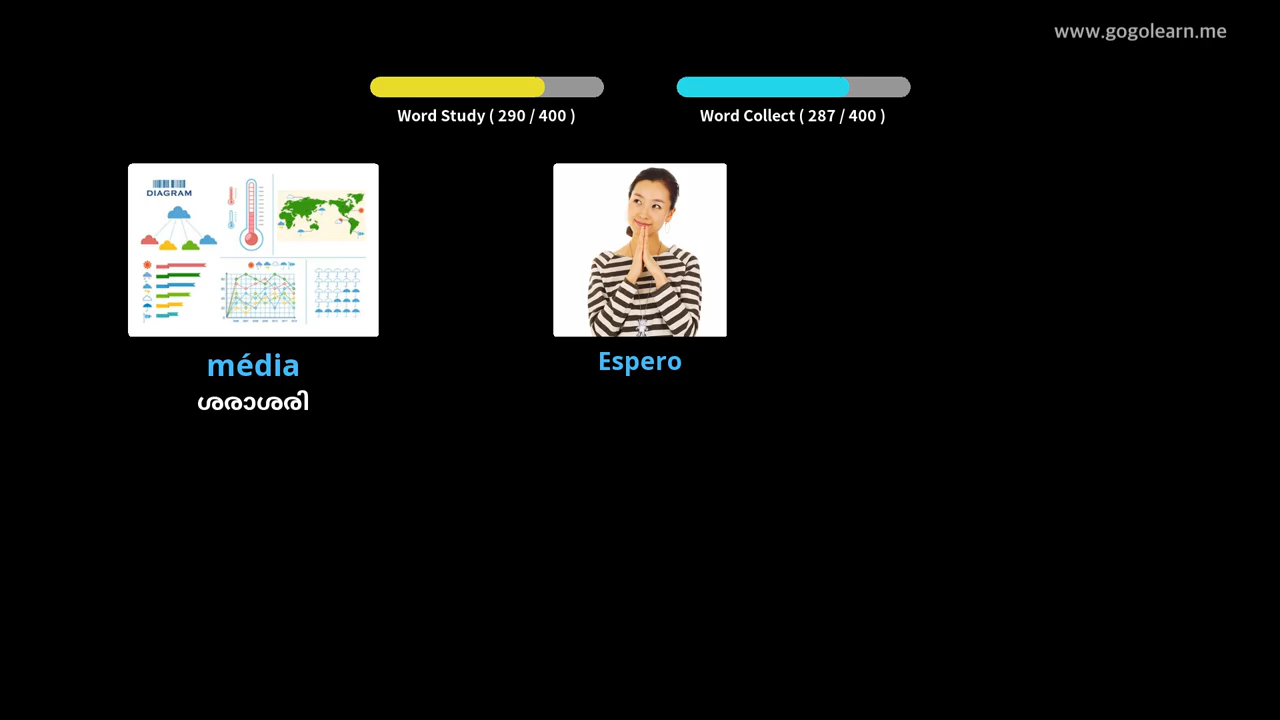 www.gogolearn.me
Word Study ( 290 / 400 )
Word Collect ( 287 / 400 )
DIAGRAM
média
ശരാശരി
Espero